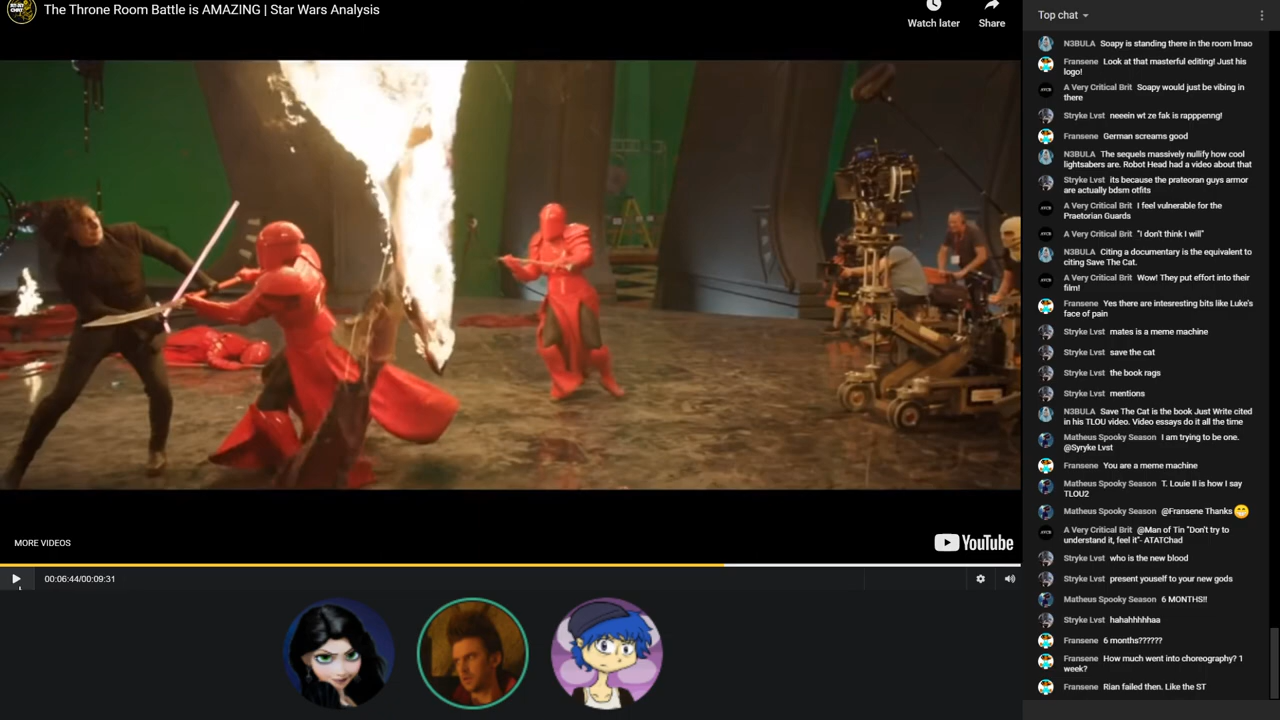 The Throne Room Battle is AMAZING | Star Wars Analysis
Watch later
Share
MORE VIDEOS
YouTube
00:06:44/00:09:31
Top chat
N3BULA Soapy is standing there in the room lmao
Fransene Look at that masterful editing! Just his
logo!
A Very Critical Brit Soapy would just be vibing in
there
Stryke Lvst neeein wt ze fak is rapppenng!
Fransene German screams good
N3BULA The sequels massively nullify how cool
lightsabers are. Robot Head had a video about that
Stryke Lvst its because the prateoran guys armor
are actually bdsm otfits
A Very Critical Brit I feel vulnerable for the
Praetorian Guards
A Very Critical Brit "I don't think I will"
N3BULA Citing a documentary is the equivalent to
citing Save The Cat.
A Very Critical Brit Wow! They put effort into their
film!
Fransene Yes there are intesresting bits like Luke's
face of pain
Stryke Lvst mates is a meme machine
Stryke Lvst save the cat
Stryke Lvst the book rags
Stryke Lvst mentions
N3BULA Save The Cat is the book Just Write cited
in his TLOU video. Video essays do it all the time
Matheus Spooky Season I am trying to be one.
@Syryke Lvst
Fransene You are a meme machine
Matheus Spooky Season T. Louie II is how I say
TLOU2
Matheus Spooky Season @Fransene Thanks
A Very Critical Brit @Man of Tin "Don't try to
understand it, feel it"- ATATChad
Stryke Lvst who is the new blood
Stryke Lvst present youself to your new gods
Matheus Spooky Season 6 MONTHS!!
Stryke Lvst hahahhhhhaa
Fransene 6 months??????
Fransene How much went into choreography? 1
week?
Fransene Rian failed then. Like the ST